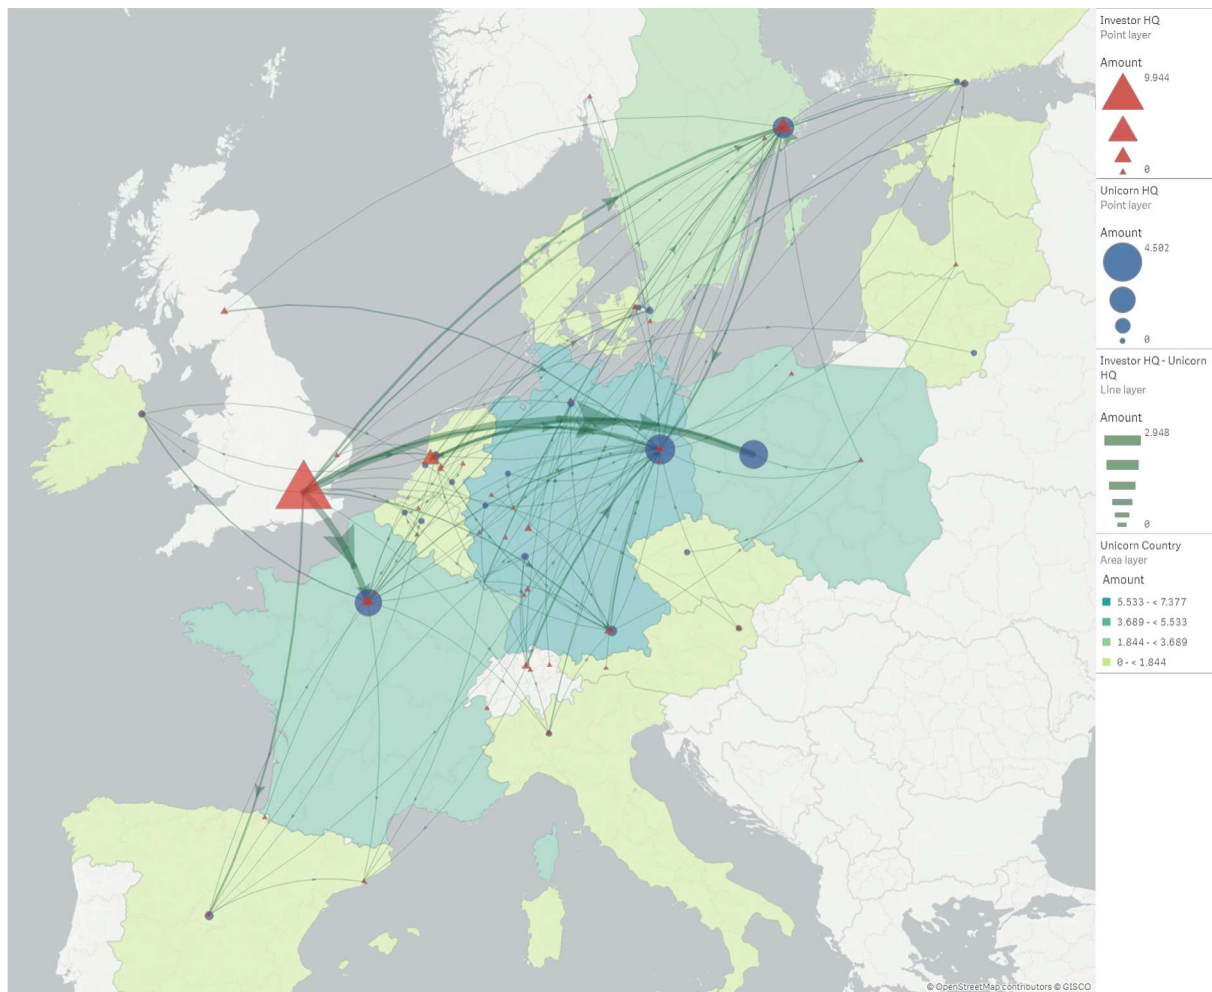 Investor HQ
Point layer
Amount
9.944
0
Unicorn HQ
Point layer
Amount
4.502
0
Investor HQ - Unicorn
HQ
Line layer
Amount
2.948
0
Unicorn Country
Area layer
Amount
5.533 - < 7.377
3.689 - < 5.533
1.844 - < 3.689
0 - < 1.844
© OpenStreetMap contributors © GISCO